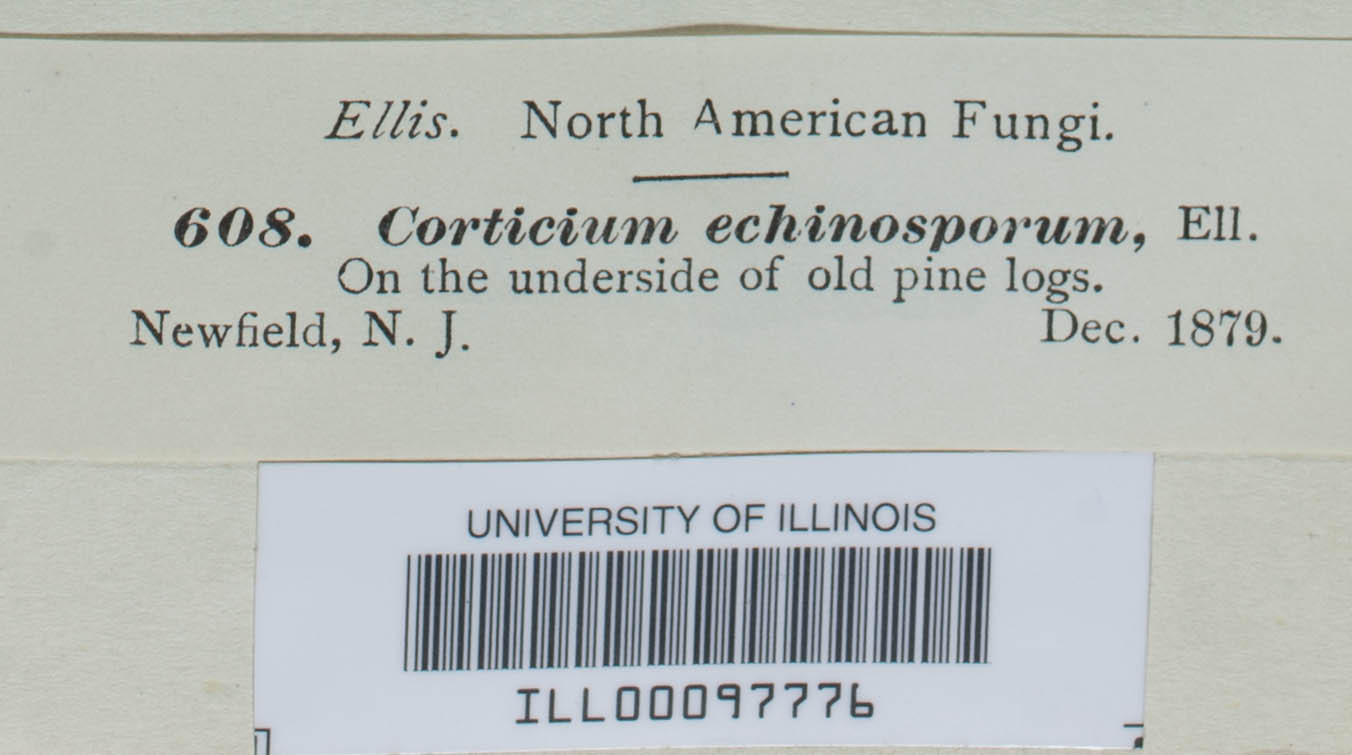 Ellis. North American Fungi.
608. Corticium echinosporum, Ell.
On the underside of old pine logs.
Newfield, N. J. Dec. 1879.
UNIVERSITY OF ILLINOIS
ILL00097776